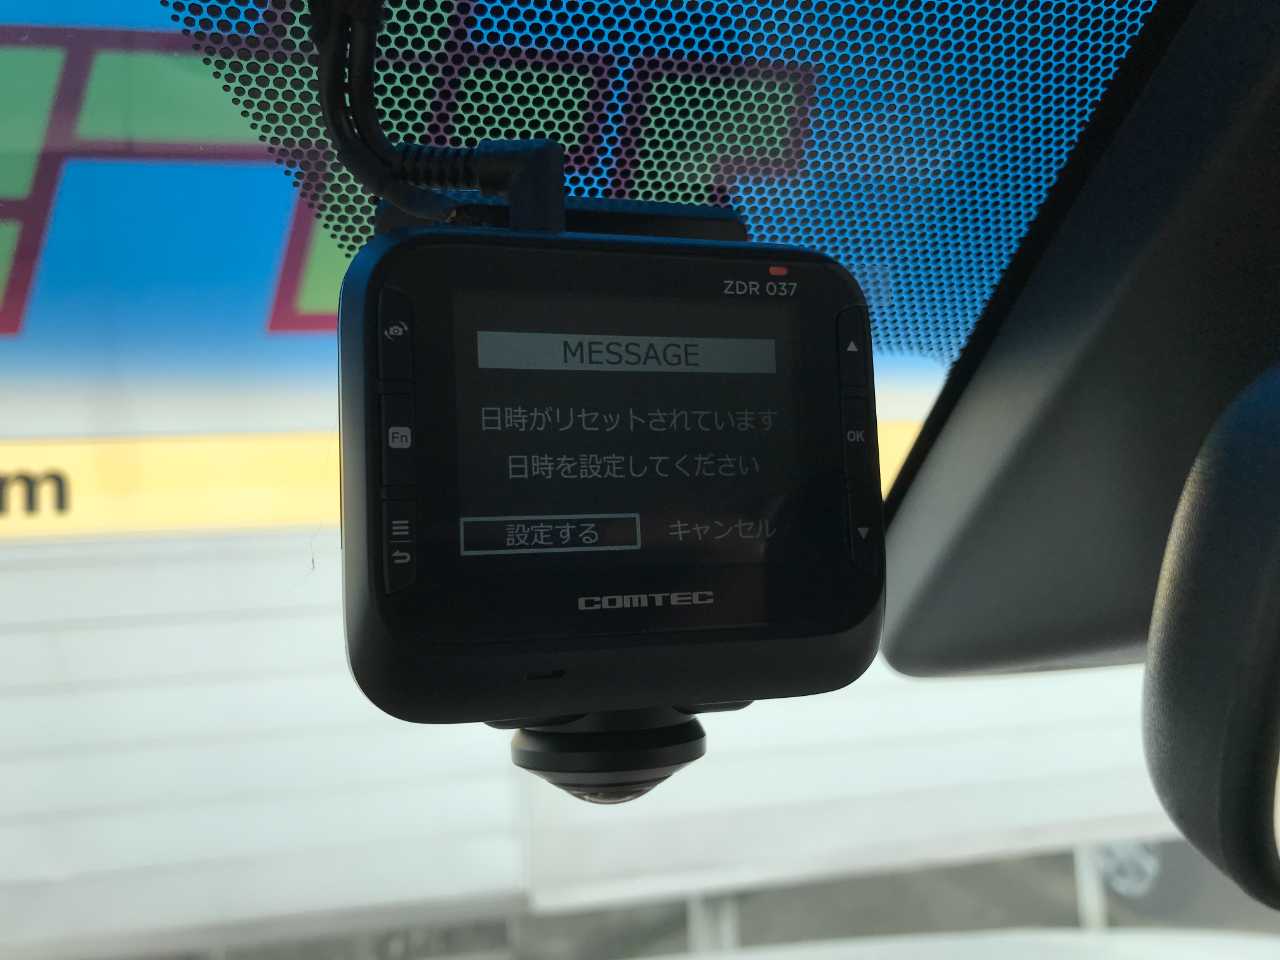 ZDR 037
MESSAGE
日時がリセットされています
日時を設定してください
設定する
キャンセル
Fn
OK
COMTEC
m